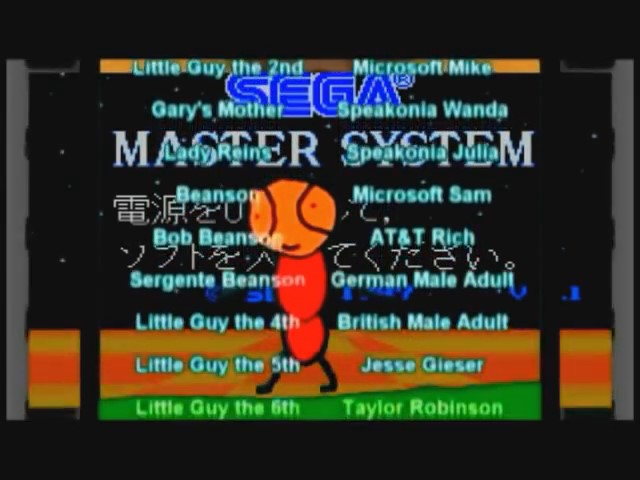 Little Guy the 2nd Microsoft Mike
SEGA®
Gary's Mother Speakonia Wanda
MASTER SYSTEM
Lady Reins Speakonia Julia
Beanson Microsoft Sam
電源を
Bob Beanson AT&T Rich
ソフトを てください。
Sergente Beanson German Male Adult
Little Guy the 4th British Male Adult
Little Guy the 5th Jesse Gieser
Little Guy the 6th Taylor Robinson